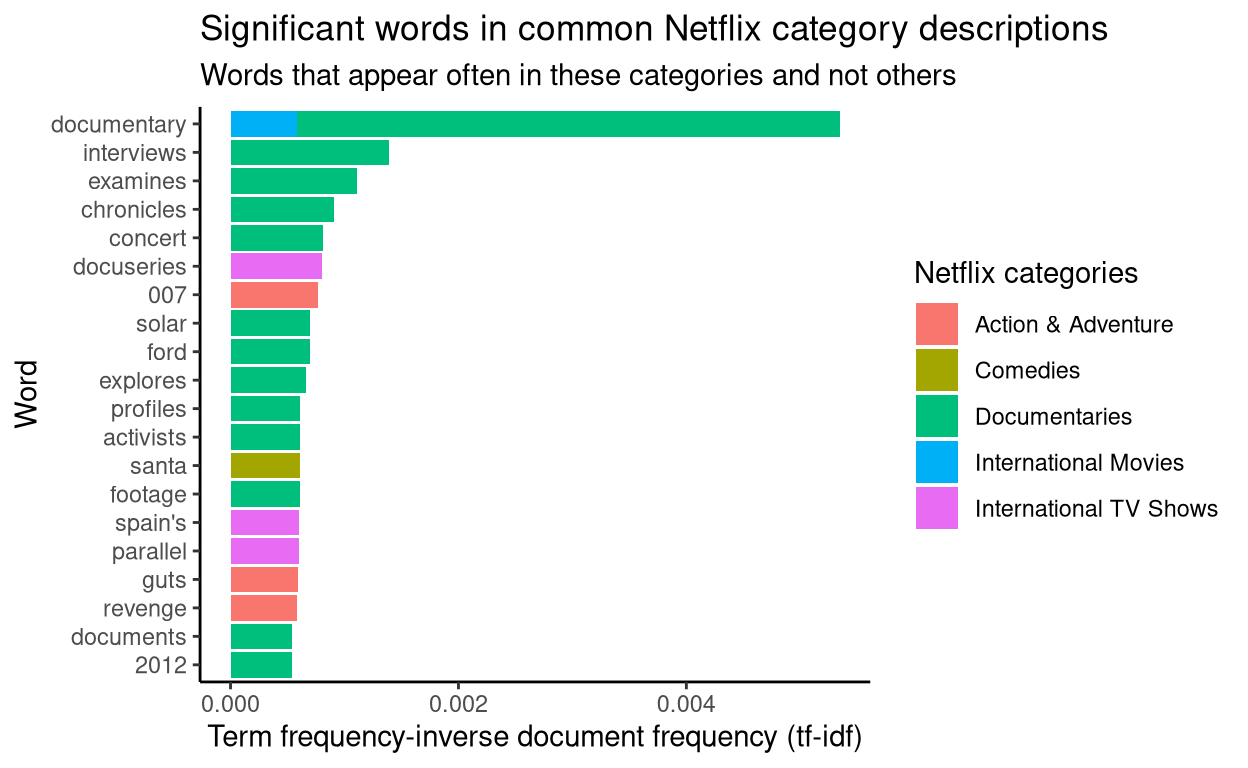 Significant words in common Netflix category descriptions
Words that appear often in these categories and not others
documentary
interviews
examines
chronicles
concert
docuseries
007
solar
ford
explores
profiles
activists
santa
footage
spain's
parallel
guts
revenge
documents
2012
Word
0.000
0.002
0.004
Term frequency-inverse document frequency (tf-idf)
Netflix categories
Action & Adventure
Comedies
Documentaries
International Movies
International TV Shows